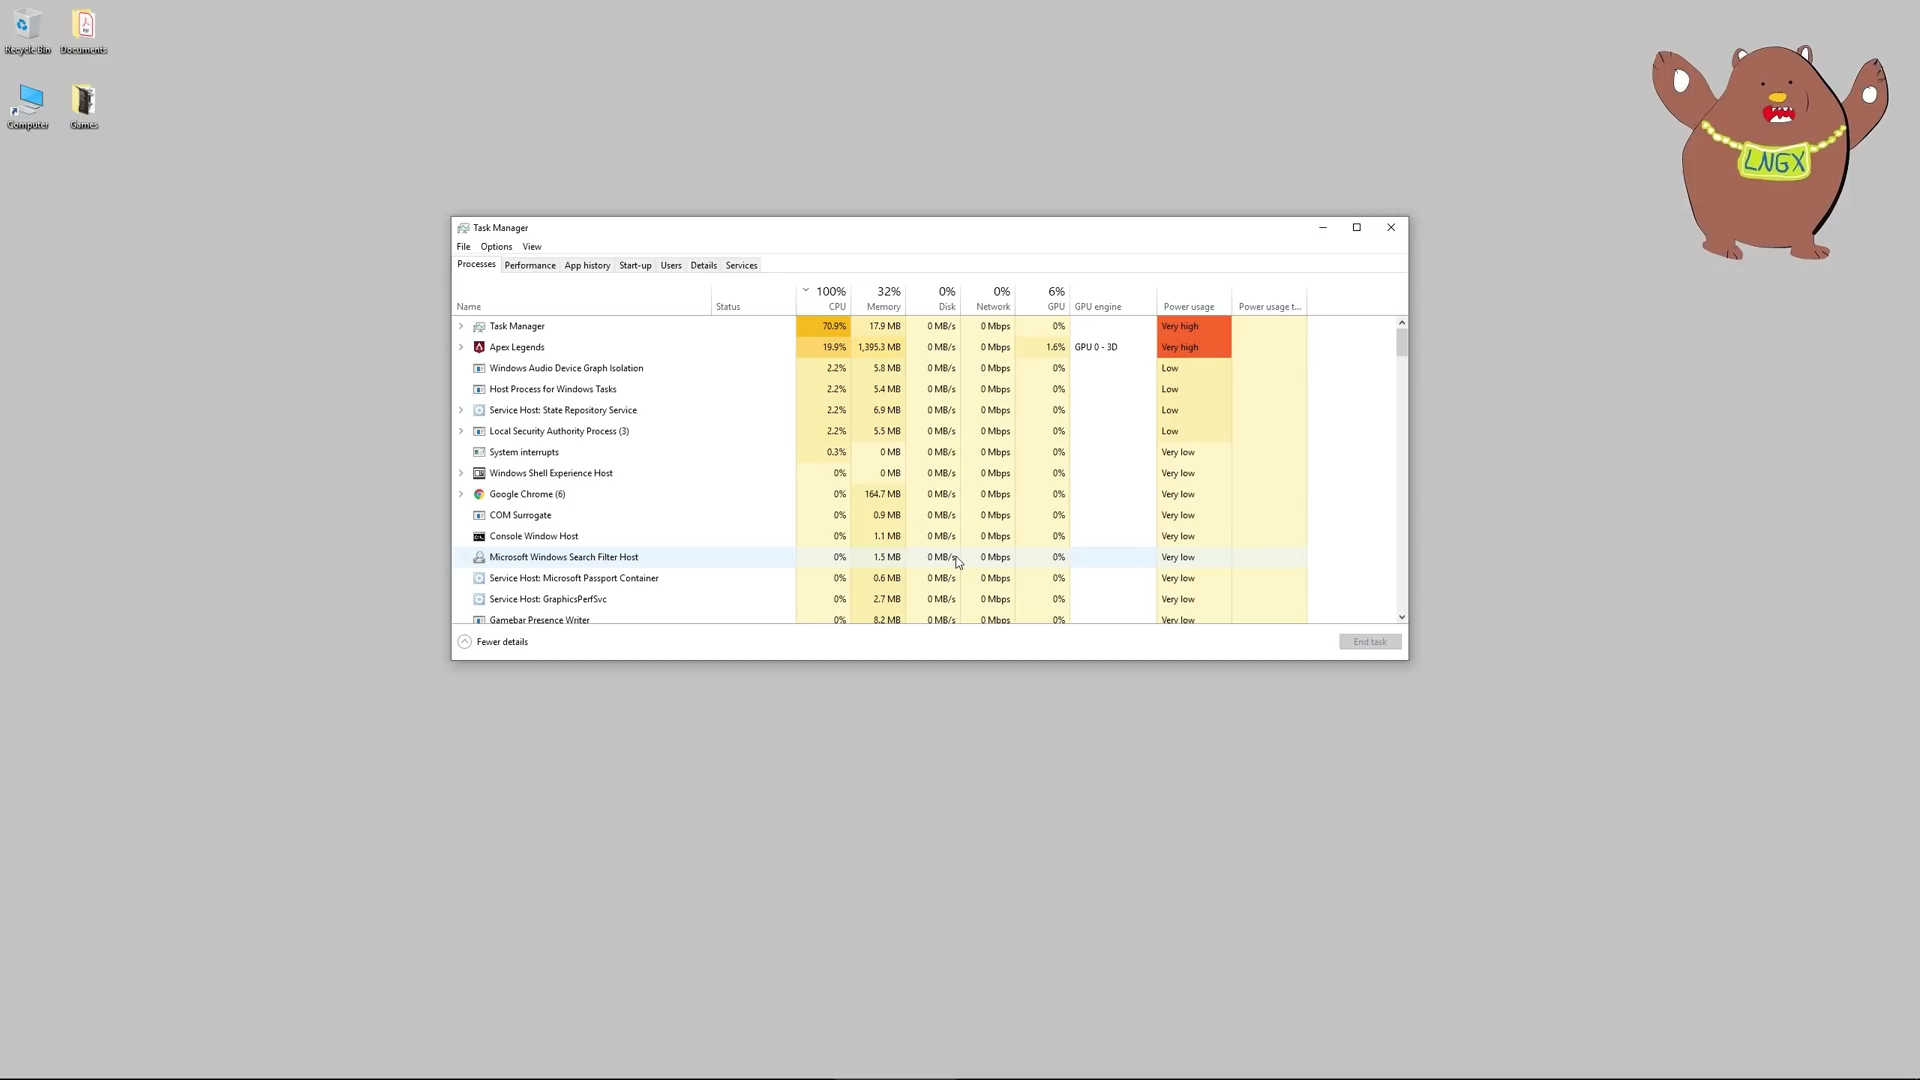 Recycle Bin
Documents
Computer
Games
LNGX
Task Manager
File Options View
Processes Performance App history Start-up Users Details Services
100% 32% 0% 0% 6%
Name Status CPU Memory Disk Network GPU GPU engine Power usage Power usage t...
Task Manager 70.9% 17.9 MB 0 MB/s 0 Mbps 0% Very high
Apex Legends 19.9% 1,395.3 MB 0 MB/s 0 Mbps 1.6% GPU 0 - 3D Very high
Windows Audio Device Graph Isolation 2.2% 5.8 MB 0 MB/s 0 Mbps 0% Low
Host Process for Windows Tasks 2.2% 5.4 MB 0 MB/s 0 Mbps 0% Low
Service Host: State Repository Service 2.2% 6.9 MB 0 MB/s 0 Mbps 0% Low
Local Security Authority Process (3) 2.2% 5.5 MB 0 MB/s 0 Mbps 0% Low
System interrupts 0.3% 0 MB 0 MB/s 0 Mbps 0% Very low
Windows Shell Experience Host 0% 0 MB 0 MB/s 0 Mbps 0% Very low
Google Chrome (6) 0% 164.7 MB 0 MB/s 0 Mbps 0% Very low
COM Surrogate 0% 0.9 MB 0 MB/s 0 Mbps 0% Very low
Console Window Host 0% 1.1 MB 0 MB/s 0 Mbps 0% Very low
Microsoft Windows Search Filter Host 0% 1.5 MB 0 MB/s 0 Mbps 0% Very low
Service Host: Microsoft Passport Container 0% 0.6 MB 0 MB/s 0 Mbps 0% Very low
Service Host: GraphicsPerfSvc 0% 2.7 MB 0 MB/s 0 Mbps 0% Very low
Gamebar Presence Writer 0% 8.2 MB 0 MB/s 0 Mbps 0% Very low
Fewer details
End task